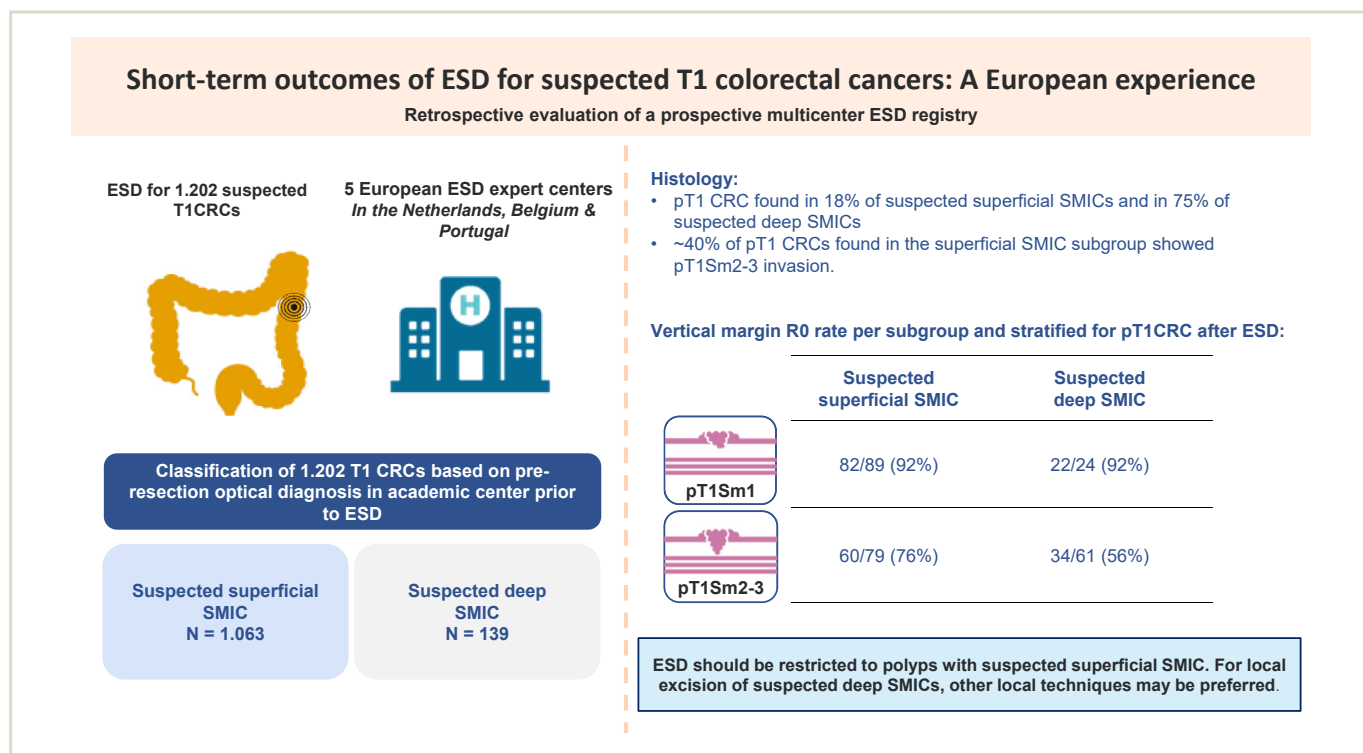 Short-term outcomes of ESD for suspected T1 colorectal cancers: A European experience
Retrospective evaluation of a prospective multicenter ESD registry
ESD for 1.202 suspected
T1CRCs
5 European ESD expert centers
In the Netherlands, Belgium &
Portugal
H
Classification of 1.202 T1 CRCs based on pre-
resection optical diagnosis in academic center prior
to ESD
Suspected superficial
SMIC
N = 1.063
Suspected deep
SMIC
N = 139
Histology:
• pT1 CRC found in 18% of suspected superficial SMICs and in 75% of
suspected deep SMICs
• ~40% of pT1 CRCs found in the superficial SMIC subgroup showed
pT1Sm2-3 invasion.
Vertical margin R0 rate per subgroup and stratified for pT1CRC after ESD:
Suspected
superficial SMIC
Suspected
deep SMIC
pT1Sm1
82/89 (92%)
22/24 (92%)
pT1Sm2-3
60/79 (76%)
34/61 (56%)
ESD should be restricted to polyps with suspected superficial SMIC. For local
excision of suspected deep SMICs, other local techniques may be preferred.